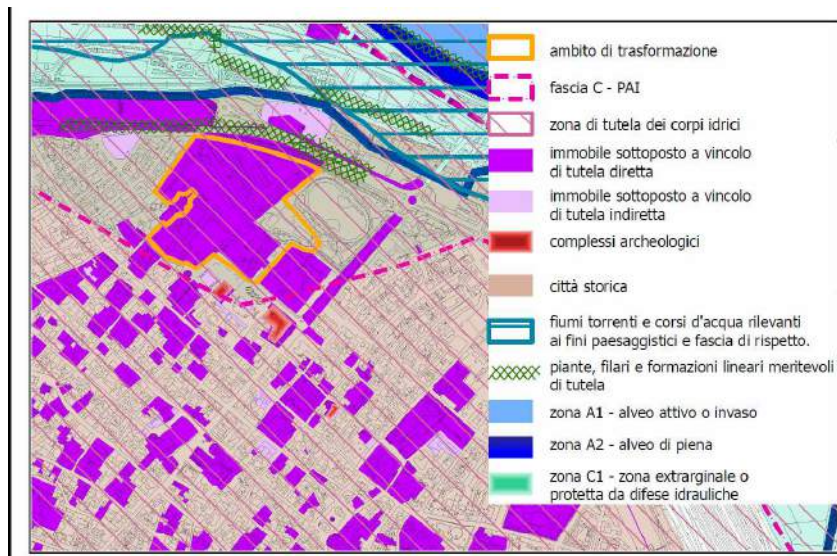 ambito di trasformazione
fascia C - PAI
zona di tutela dei corpi idrici
immobile sottoposto a vincolo
di tutela diretta
immobile sottoposto a vincolo
di tutela indiretta
complessi archeologici
città storica
fiumi torrenti e corsi d'acqua rilevanti
ai fini paesaggistici e fascia di rispetto.
piante, filari e formazioni lineari meritevoli
di tutela
zona A1 - alveo attivo o invaso
zona A2 - alveo di piena
zona C1 - zona extrarginale o
protetta da difese idrauliche